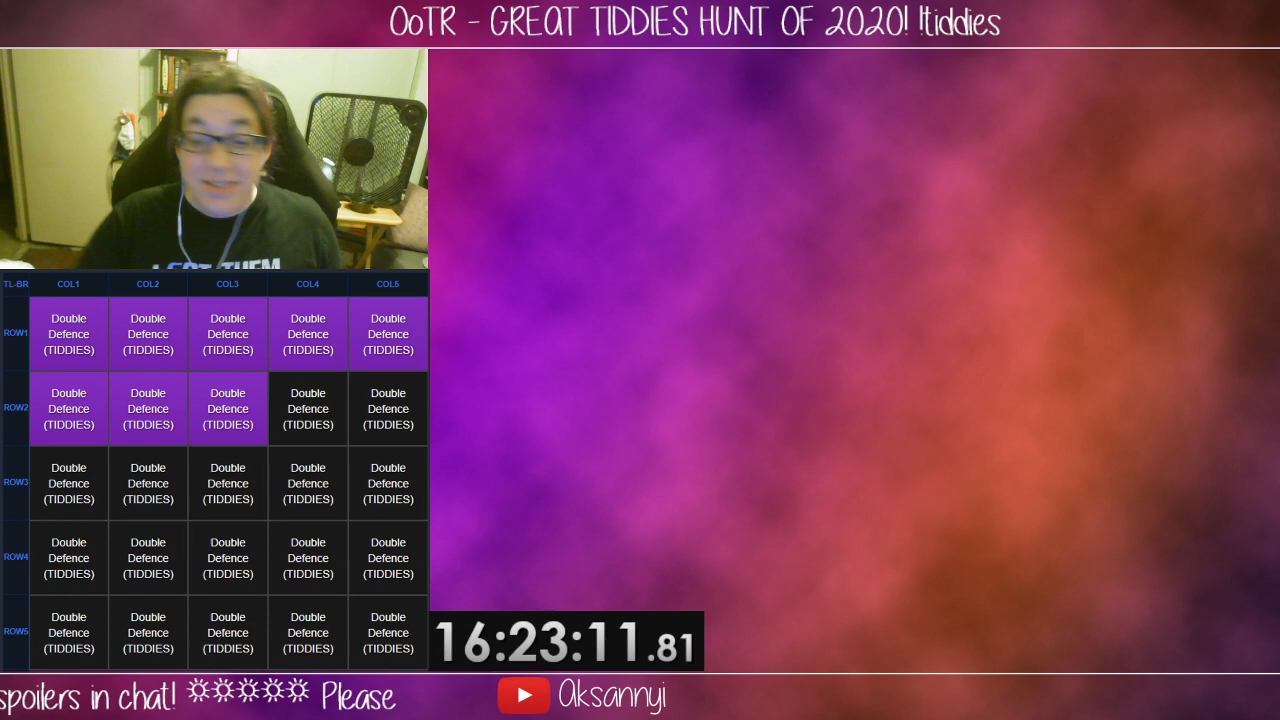 OoTR - GREAT TIDDIES HUNT OF 2020! !tiddies
TL-BR COL1 COL2 COL3 COL4 COL5
ROW1
Double Double Double Double Double
Defence Defence Defence Defence Defence
(TIDDIES) (TIDDIES) (TIDDIES) (TIDDIES) (TIDDIES)
ROW2
Double Double Double Double Double
Defence Defence Defence Defence Defence
(TIDDIES) (TIDDIES) (TIDDIES) (TIDDIES) (TIDDIES)
ROW3
Double Double Double Double Double
Defence Defence Defence Defence Defence
(TIDDIES) (TIDDIES) (TIDDIES) (TIDDIES) (TIDDIES)
ROW4
Double Double Double Double Double
Defence Defence Defence Defence Defence
(TIDDIES) (TIDDIES) (TIDDIES) (TIDDIES) (TIDDIES)
ROW5
Double Double Double Double Double
Defence Defence Defence Defence Defence
(TIDDIES) (TIDDIES) (TIDDIES) (TIDDIES) (TIDDIES)
16:23:11.81
spoilers in chat! ☼☼☼☼☼ Please
Aksannyi